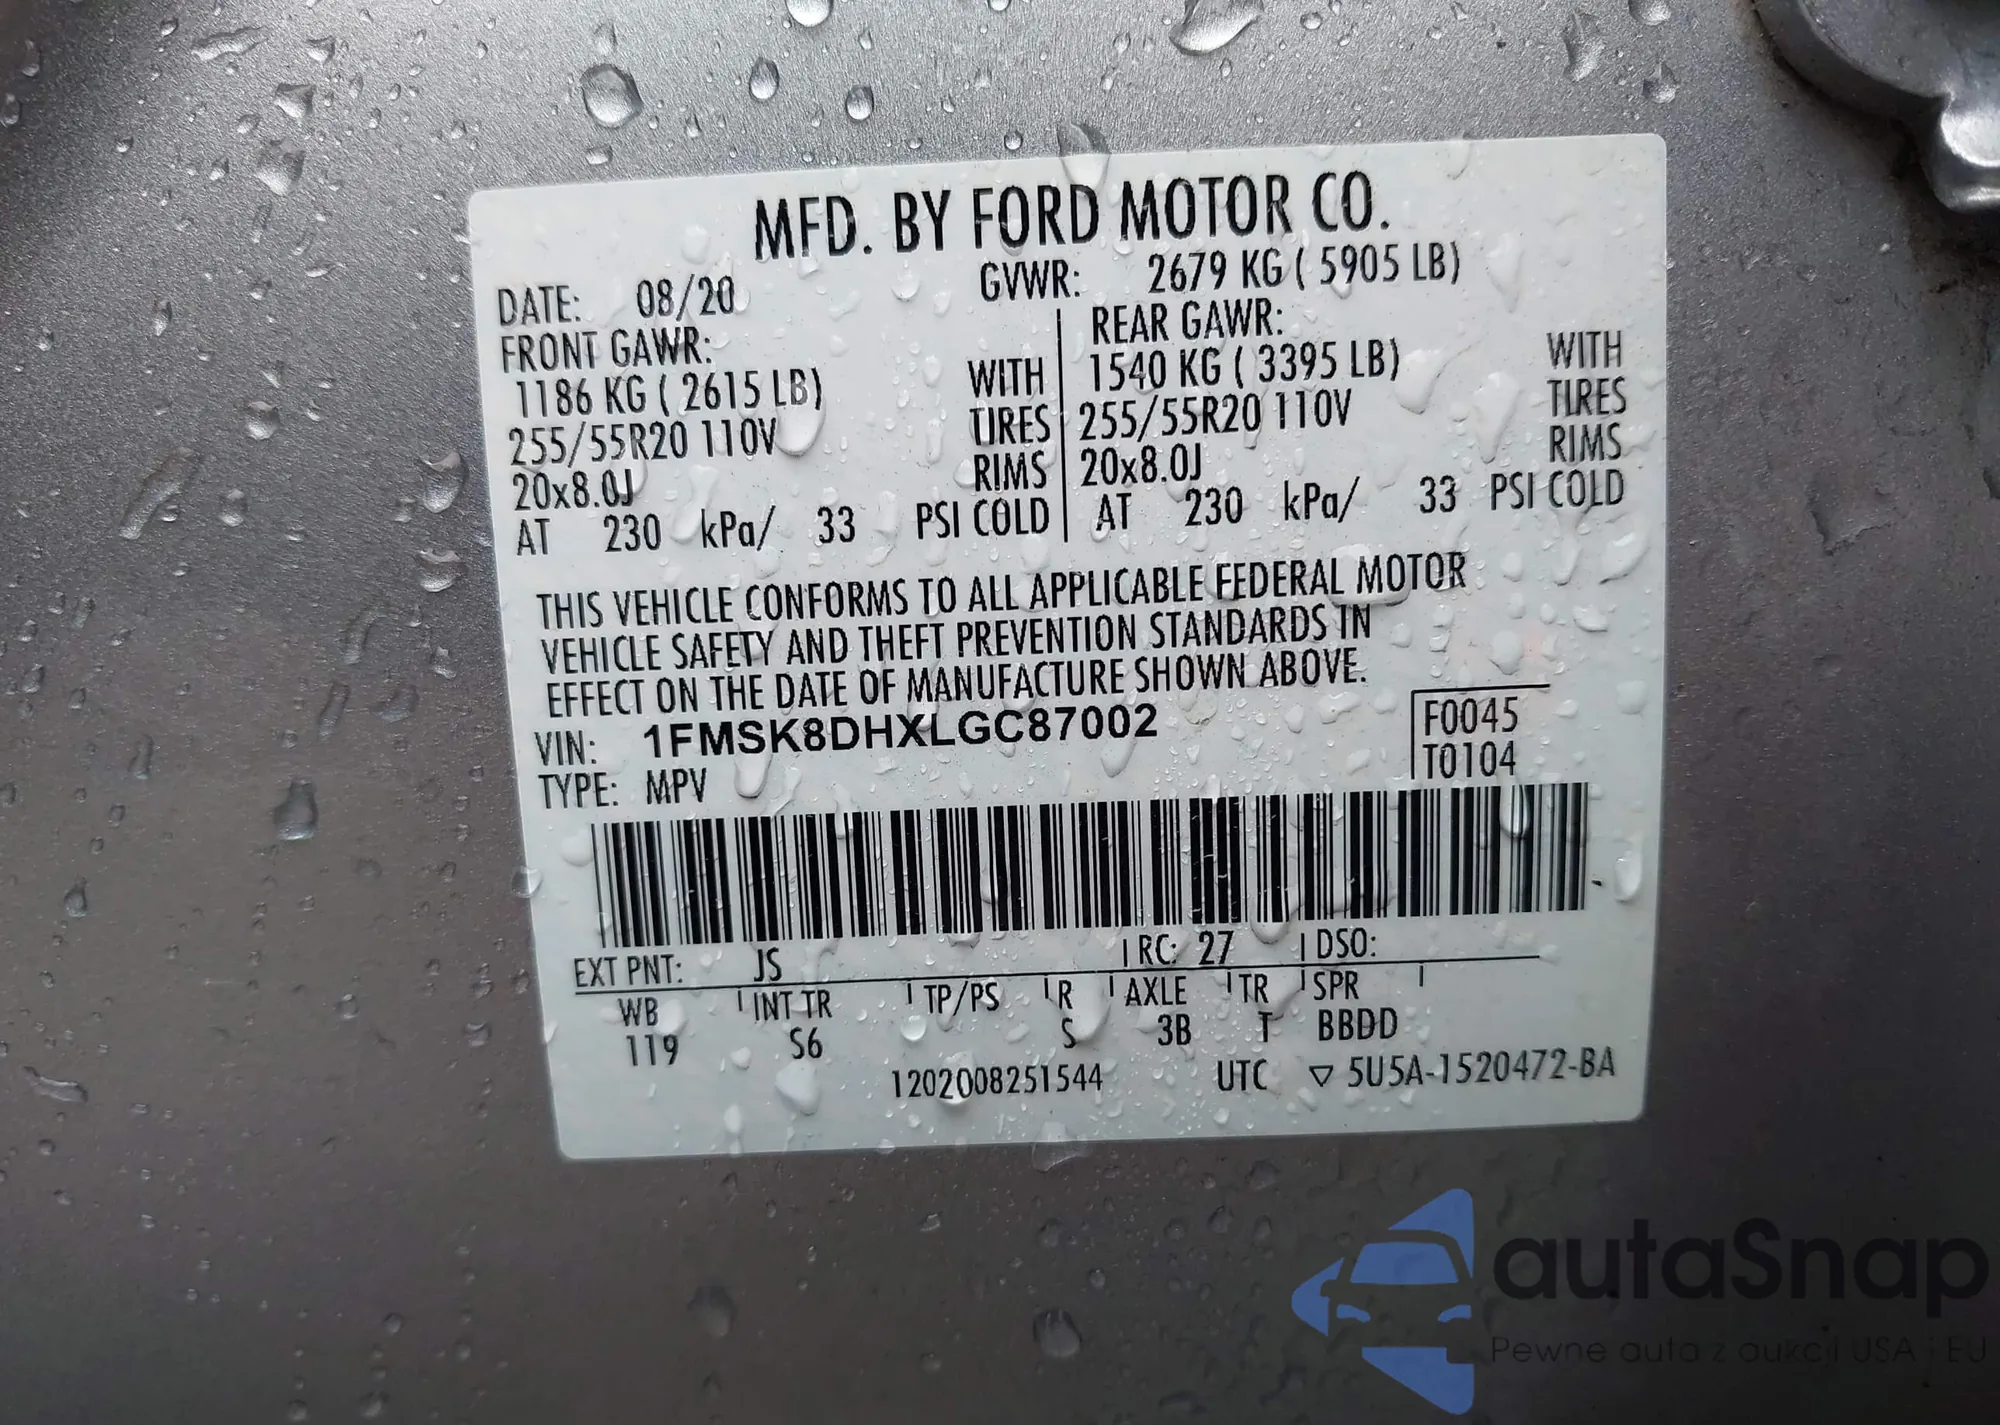 MFD. BY FORD MOTOR CO.
DATE: 08/20 GVWR: 2679 KG ( 5905 LB)
FRONT GAWR: REAR GAWR:
1186 KG ( 2615 LB) WITH 1540 KG ( 3395 LB) WITH
255/55R20 110V TIRES 255/55R20 110V TIRES
20x8.0J RIMS 20x8.0J RIMS
AT 230 kPa/ 33 PSI COLD AT 230 kPa/ 33 PSI COLD
THIS VEHICLE CONFORMS TO ALL APPLICABLE FEDERAL MOTOR
VEHICLE SAFETY AND THEFT PREVENTION STANDARDS IN
EFFECT ON THE DATE OF MANUFACTURE SHOWN ABOVE.
VIN: 1FMSK8DHXLGC87002 F0045
TYPE: MPV T0104
EXT PNT: JS RC: 27 DSO:
WB INT TR TP/PS R AXLE TR SPR
119 S6 S 3B T BBDD
1202008251544 UTC ▽ 5U5A-1520472-BA
autaSnap
Pewne auta z aukcji USA i EU